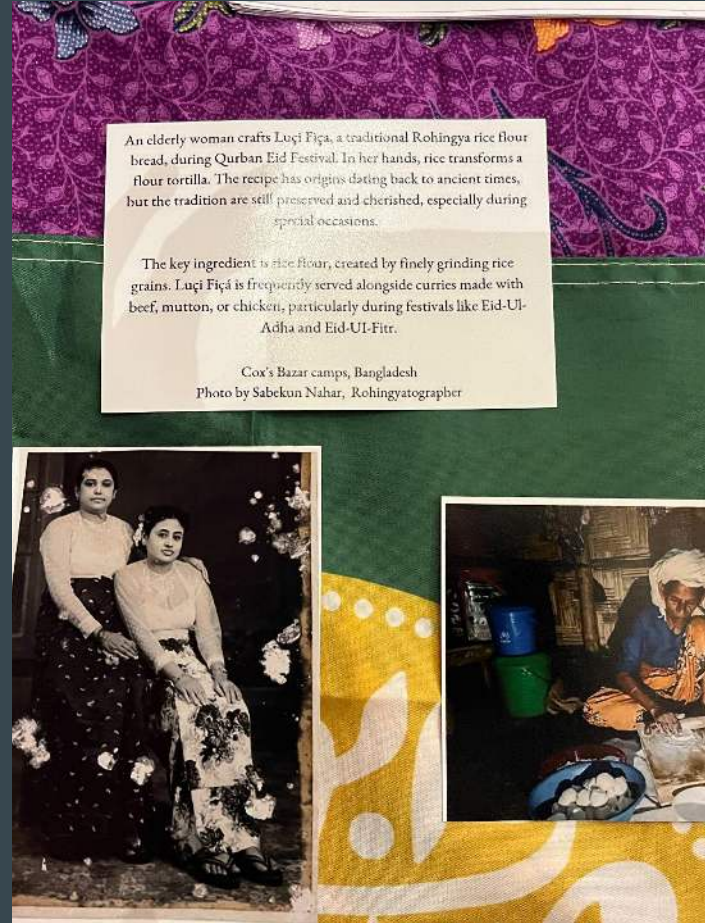 An elderly woman crafts Luçi Fiça, a traditional Rohingya rice flour
bread, during Qurban Eid Festival. In her hands, rice transforms a
flour tortilla. The recipe has origins dating back to ancient times,
but the tradition are still preserved and cherished, especially during
special occasions.
The key ingredient is rice flour, created by finely grinding rice
grains. Luçi Fiçá is frequently served alongside curries made with
beef, mutton, or chicken, particularly during festivals like Eid-Ul-
Adha and Eid-UI-Fitr.
Cox's Bazar camps, Bangladesh
Photo by Sabekun Nahar, Rohingyatographer